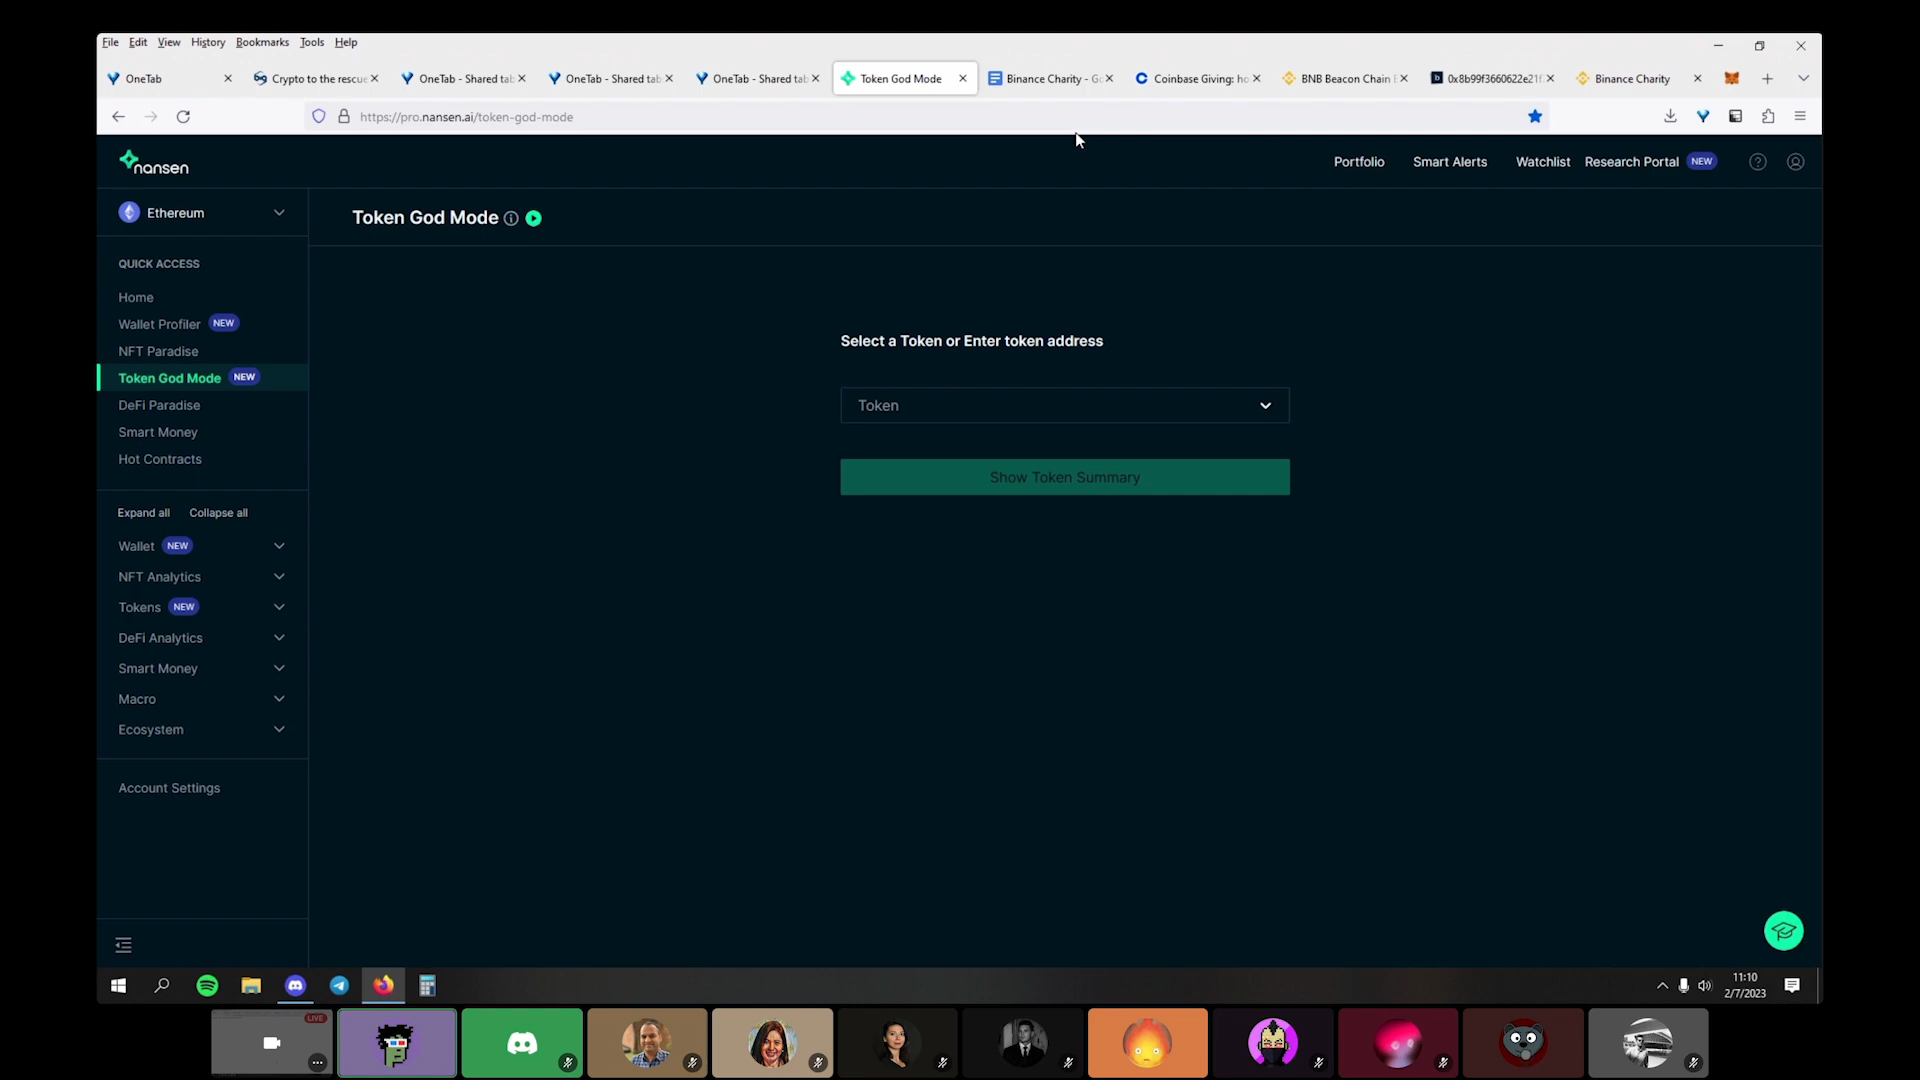 File Edit View History Bookmarks Tools Help
OneTab
Crypto to the rescue
OneTab - Shared tab
OneTab - Shared tab
OneTab - Shared tab
Token God Mode
Binance Charity - Go
Coinbase Giving: ho
BNB Beacon Chain E
0x8b99f3660622e21f
Binance Charity
https://pro.nansen.ai/token-god-mode
nansen
Portfolio Smart Alerts Watchlist Research Portal NEW
Ethereum
Token God Mode
QUICK ACCESS
Home
Wallet Profiler NEW
NFT Paradise
Token God Mode NEW
DeFi Paradise
Smart Money
Hot Contracts
Select a Token or Enter token address
Token
Show Token Summary
Expand all Collapse all
Wallet NEW
NFT Analytics
Tokens NEW
DeFi Analytics
Smart Money
Macro
Ecosystem
Account Settings
11:10
2/7/2023
LIVE